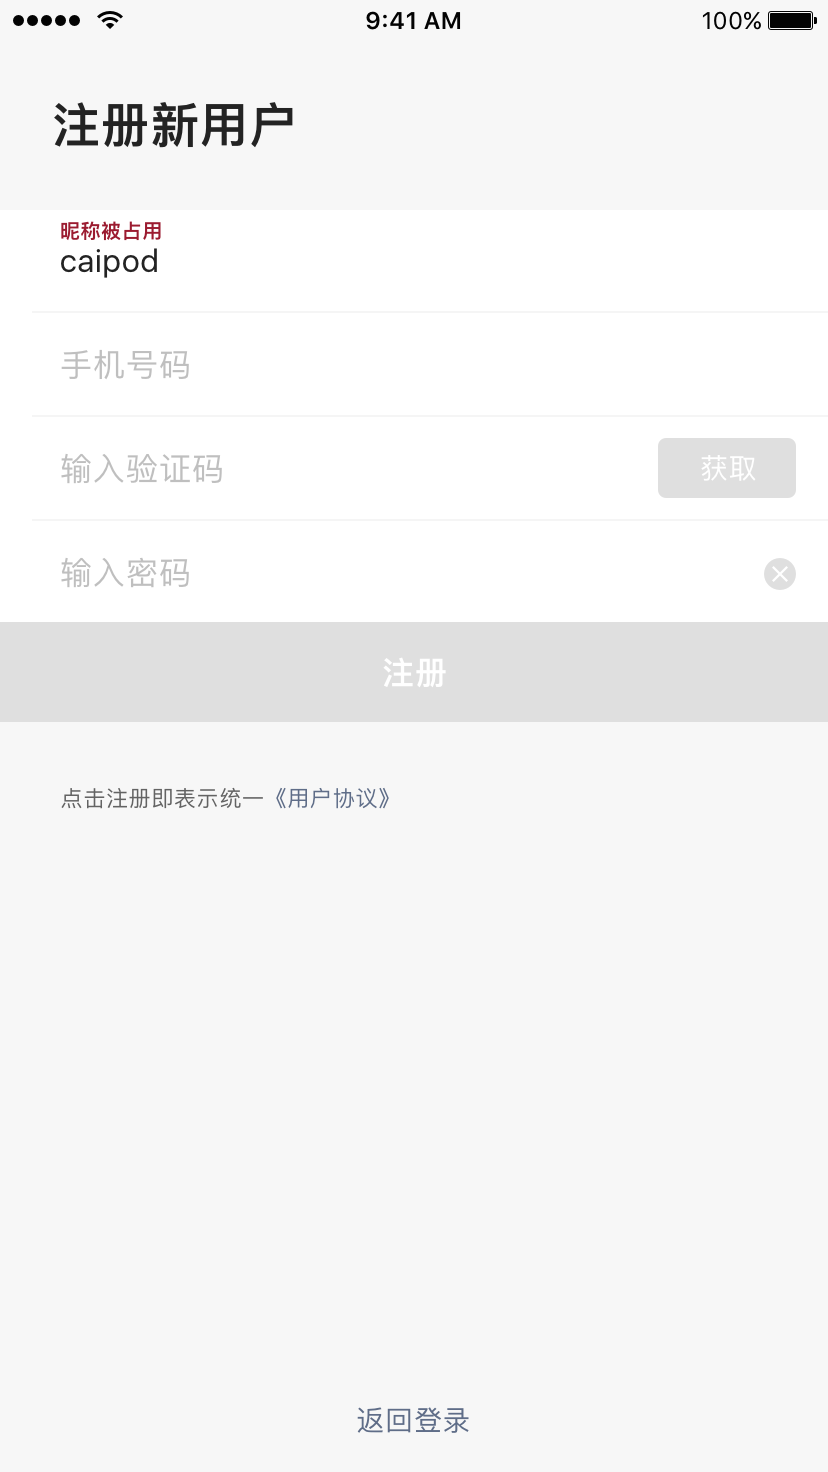 9:41 AM 100%
注册新用户
昵称被占用
caipod
手机号码
输入验证码 获取
输入密码
注册
点击注册即表示统一《用户协议》
返回登录